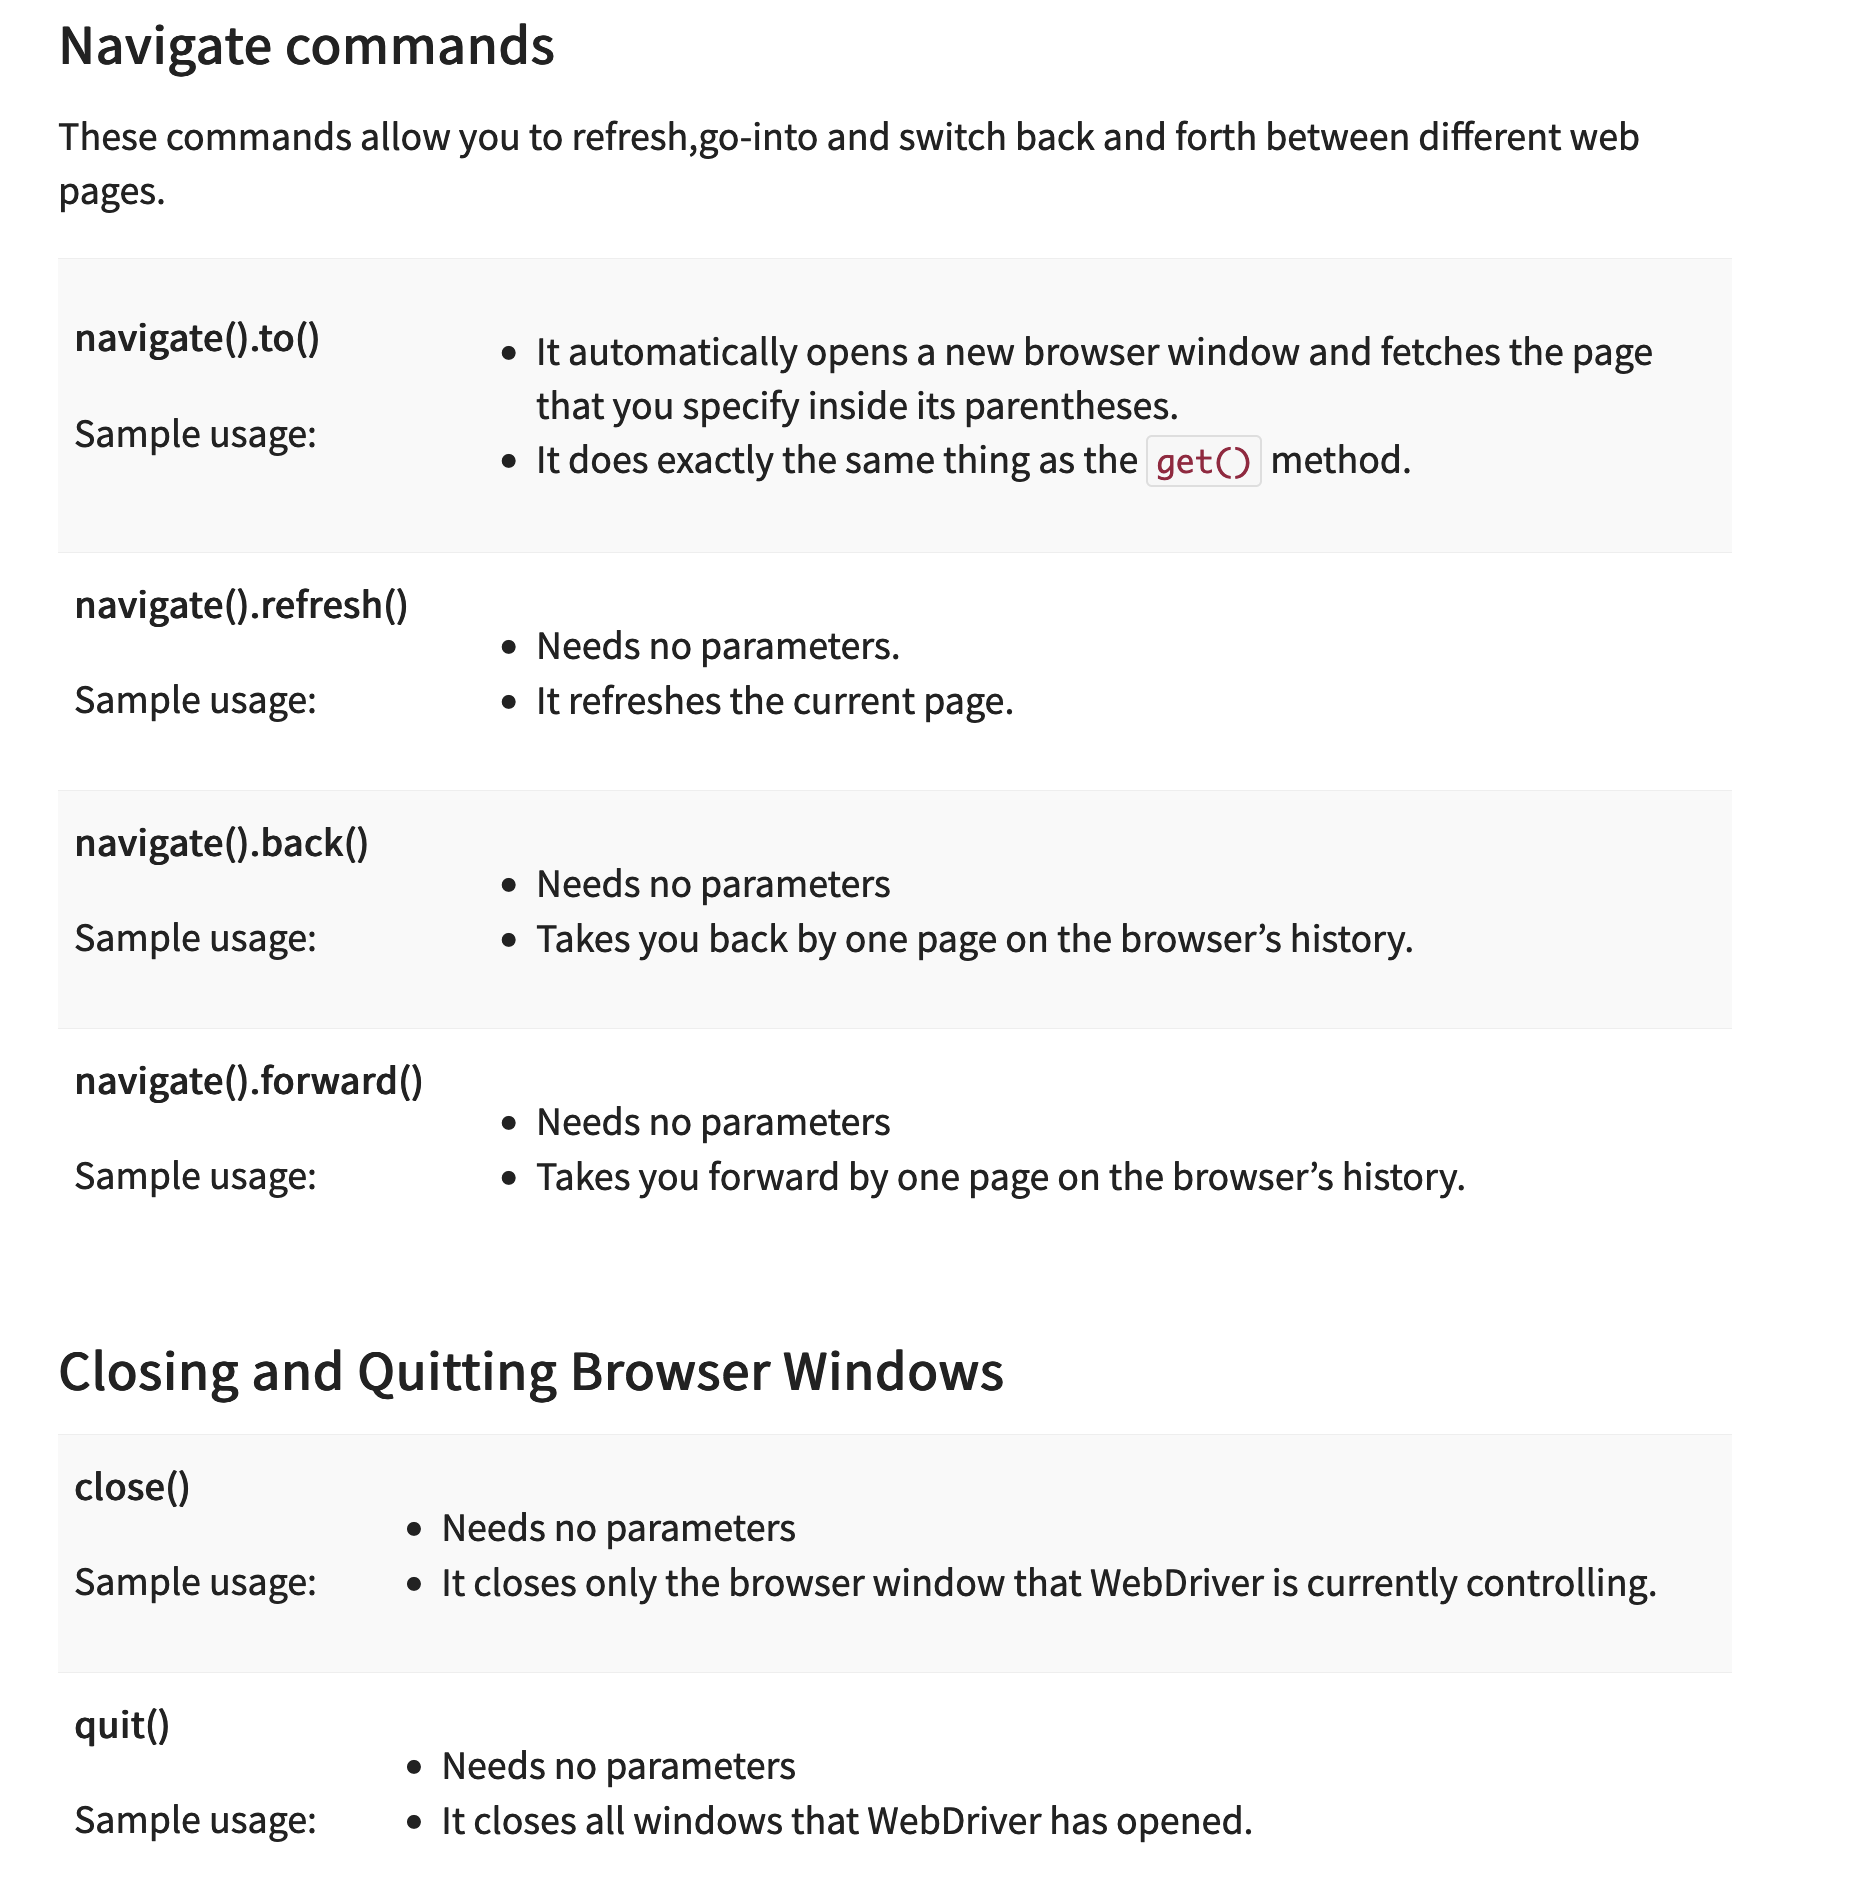 Navigate commands
These commands allow you to refresh,go-into and switch back and forth between different web
pages.
navigate().to()
Sample usage:
• It automatically opens a new browser window and fetches the page
that you specify inside its parentheses.
• It does exactly the same thing as the get() method.
navigate().refresh()
Sample usage:
• Needs no parameters.
• It refreshes the current page.
navigate().back()
Sample usage:
• Needs no parameters
• Takes you back by one page on the browser’s history.
navigate().forward()
Sample usage:
• Needs no parameters
• Takes you forward by one page on the browser’s history.
Closing and Quitting Browser Windows
close()
Sample usage:
• Needs no parameters
• It closes only the browser window that WebDriver is currently controlling.
quit()
Sample usage:
• Needs no parameters
• It closes all windows that WebDriver has opened.